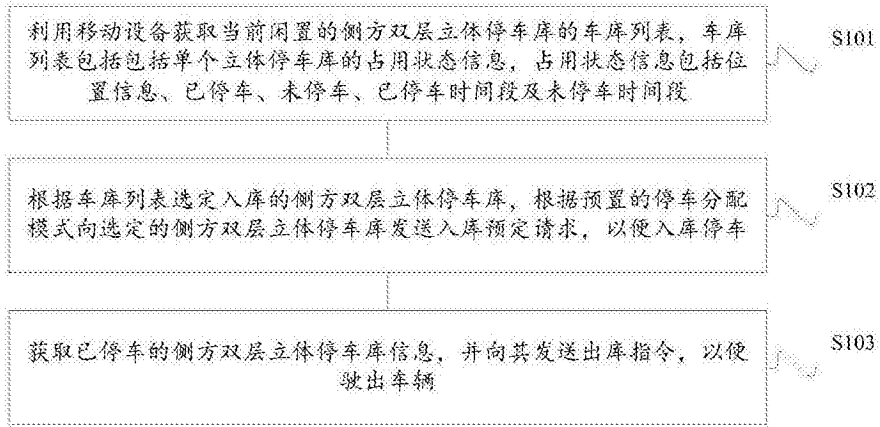 利用移动设备获取当前闲置的侧方双层立体停车库的车库列表，车库
列表包括包括单个立体停车库的占用状态信息，占用状态信息包括位
置信息、已停车、未停车、已停车时间段及未停车时间段
S101
根据车库列表选定入库的侧方双层立体停车库，根据预置的停车分配
模式向选定的侧方双层立体停车库发送入库预定请求，以便入库停车
S102
获取已停车的侧方双层立体停车库信息，并向其发送出库指令，以便
驶出车辆
S103